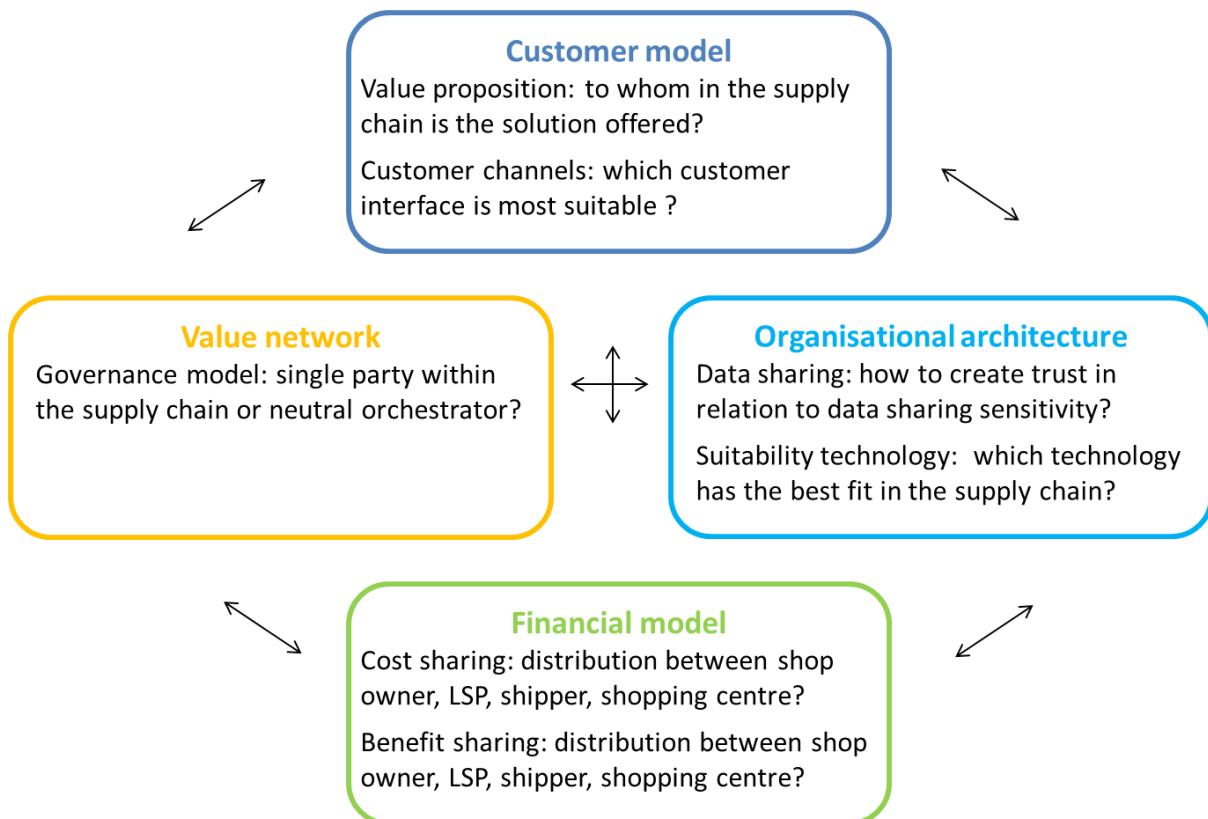 Customer model
Value proposition: to whom in the supply
chain is the solution offered?
Customer channels: which customer
interface is most suitable ?
Value network
Governance model: single party within
the supply chain or neutral orchestrator?
Organisational architecture
Data sharing: how to create trust in
relation to data sharing sensitivity?
Suitability technology:  which technology
has the best fit in the supply chain?
Financial model
Cost sharing: distribution between shop
owner, LSP, shipper, shopping centre?
Benefit sharing: distribution between shop
owner, LSP, shipper, shopping centre?